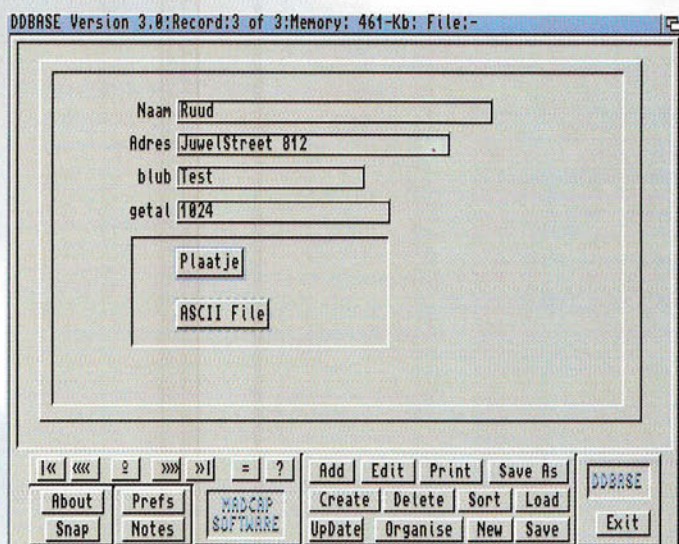 DDBASE Version 3.0:Record:3 of 3:Memory: 461-Kb: File:-
Naam Ruud
Adres JuwelStreet 812
blub Test
getal 1024
Plaatje
ASCII File
|<< <<<< º >>>> >>| = ? Add Edit Print Save As
About Prefs MADCAP SOFTWARE Create Delete Sort Load DDBASE
Snap Notes UpDate Organise New Save Exit